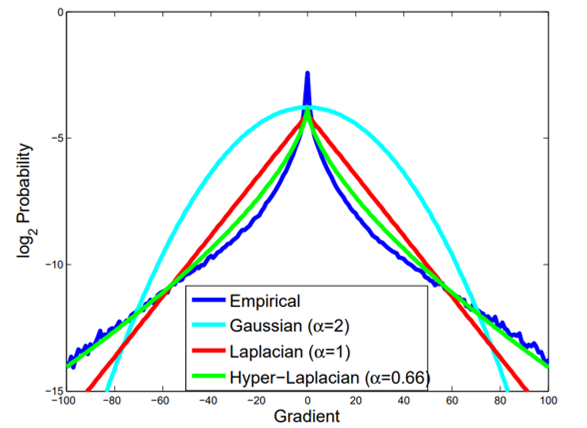 0
−5
−10
−15
log2 Probability
Empirical
Gaussian (α=2)
Laplacian (α=1)
Hyper−Laplacian (α=0.66)
−100 −80 −60 −40 −20 0 20 40 60 80 100
Gradient